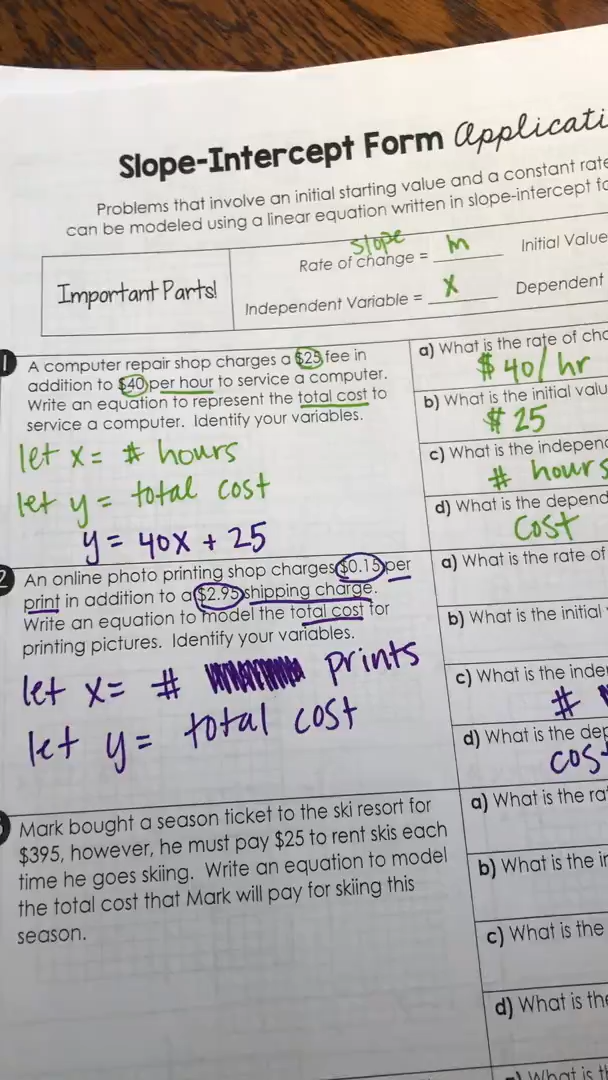 Slope-Intercept Form Applicati
Problems that involve an initial starting value and a constant rate
can be modeled using a linear equation written in slope-intercept fo
Important Parts!
slope
Rate of change = m
Initial Value
Independent Variable = x
Dependent
1
A computer repair shop charges a $25 fee in
addition to $40 per hour to service a computer.
Write an equation to represent the total cost to
service a computer. Identify your variables.
let x = # hours
let y = total cost
y = 40x + 25
a) What is the rate of cha
$40/hr
b) What is the initial valu
$25
c) What is the independ
# hours
d) What is the depend
cost
2
An online photo printing shop charges $0.15 per
print in addition to a $2.95 shipping charge.
Write an equation to model the total cost for
printing pictures. Identify your variables.
let x = # prints
let y = total cost
a) What is the rate of
b) What is the initial
c) What is the inde
#
d) What is the dep
cost
Mark bought a season ticket to the ski resort for
$395, however, he must pay $25 to rent skis each
time he goes skiing. Write an equation to model
the total cost that Mark will pay for skiing this
season.
a) What is the ra
b) What is the in
c) What is the
d) What is the
What is th